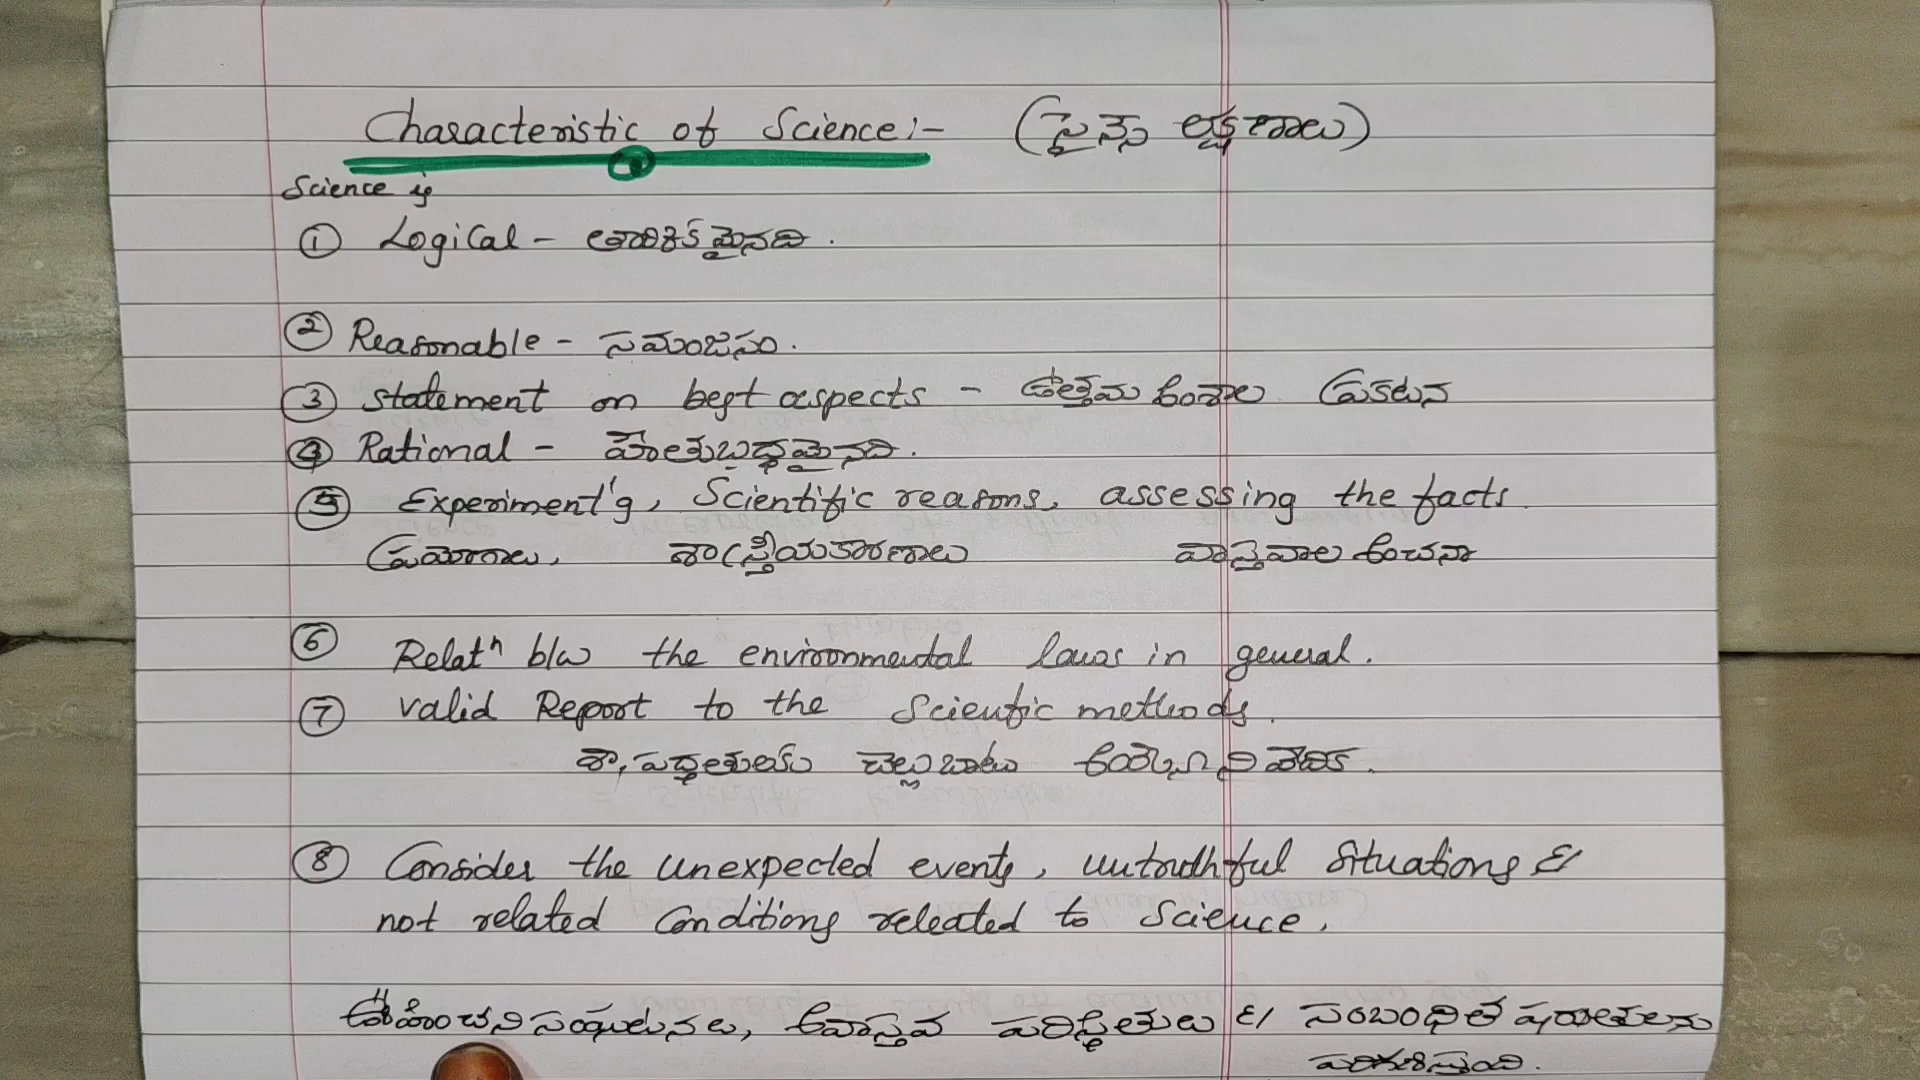 Characteristic of Science:- (సైన్సు లక్షణాలు)
Science is
① Logical - తార్కికమైనది.
② Reasonable - సమంజసం.
③ Statement on best aspects - ఉత్తమ అంశాల ప్రకటన
④ Rational - హేతుబద్ధమైనది.
⑤ Experiment'g, Scientific reasons, assessing the facts.
ప్రయోగాలు, శాస్త్రీయకారణాలు వాస్తవాల అంచనా
⑥ Relatⁿ b/w the environmental laws in general.
⑦ valid Report to the Scientific methods.
శా, పద్ధతులకు చెల్లుబాటు అయ్యే నివేదిక.
⑧ Consider the unexpected events, untruthful situations &
not related Conditions releated to Science.
ఊహించని సంఘటనలు, అవాస్తవ పరిస్థితులు & సంబంధిత